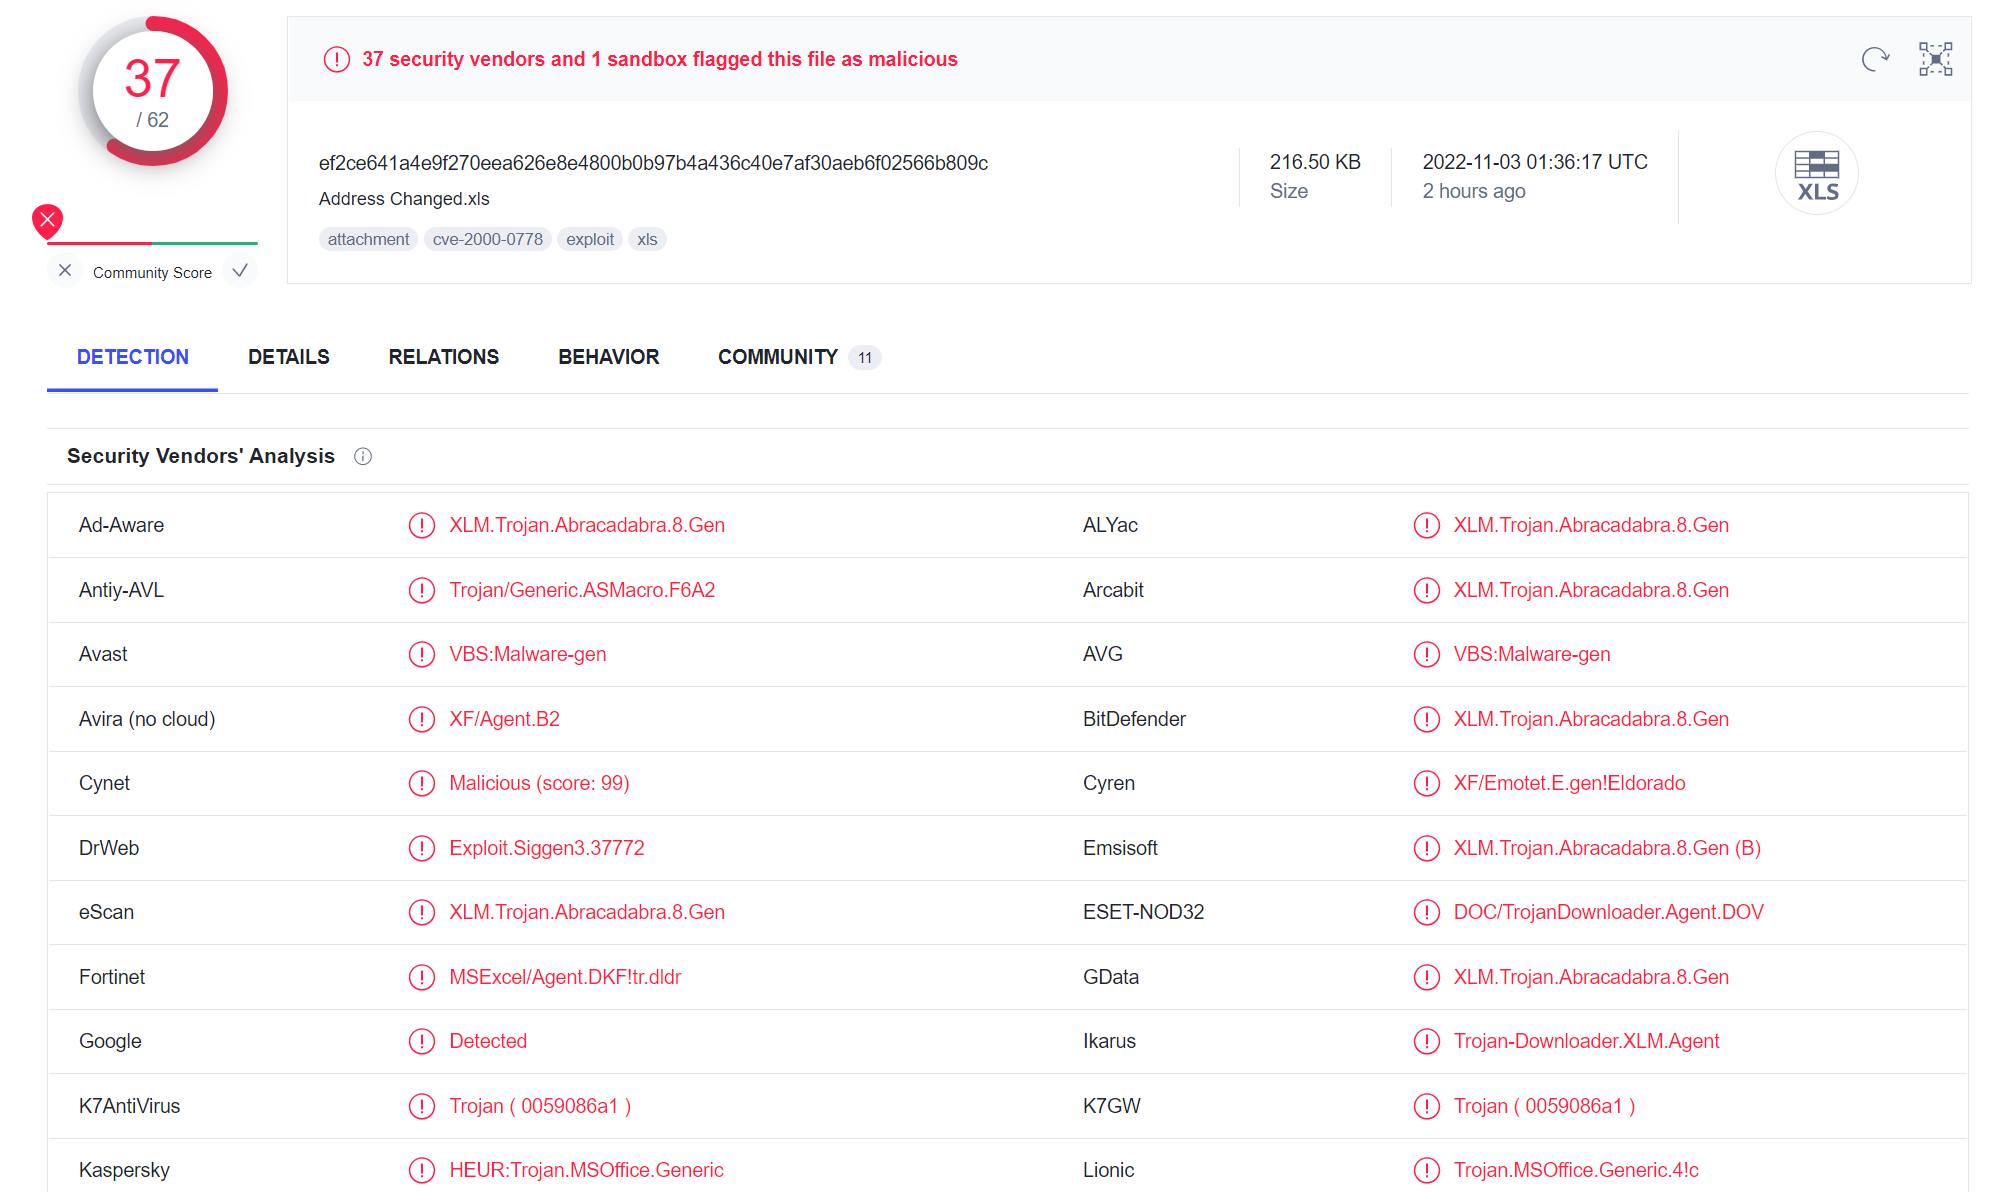 37
/ 62
Community Score
37 security vendors and 1 sandbox flagged this file as malicious
ef2ce641a4e9f270eea626e8e4800b0b97b4a436c40e7af30aeb6f02566b809c
Address Changed.xls
attachment cve-2000-0778 exploit xls
216.50 KB
Size
2022-11-03 01:36:17 UTC
2 hours ago
XLS
DETECTION DETAILS RELATIONS BEHAVIOR COMMUNITY 11
Security Vendors' Analysis
Ad-Aware XLM.Trojan.Abracadabra.8.Gen ALYac XLM.Trojan.Abracadabra.8.Gen
Antiy-AVL Trojan/Generic.ASMacro.F6A2 Arcabit XLM.Trojan.Abracadabra.8.Gen
Avast VBS:Malware-gen AVG VBS:Malware-gen
Avira (no cloud) XF/Agent.B2 BitDefender XLM.Trojan.Abracadabra.8.Gen
Cynet Malicious (score: 99) Cyren XF/Emotet.E.gen!Eldorado
DrWeb Exploit.Siggen3.37772 Emsisoft XLM.Trojan.Abracadabra.8.Gen (B)
eScan XLM.Trojan.Abracadabra.8.Gen ESET-NOD32 DOC/TrojanDownloader.Agent.DOV
Fortinet MSExcel/Agent.DKF!tr.dldr GData XLM.Trojan.Abracadabra.8.Gen
Google Detected Ikarus Trojan-Downloader.XLM.Agent
K7AntiVirus Trojan ( 0059086a1 ) K7GW Trojan ( 0059086a1 )
Kaspersky HEUR:Trojan.MSOffice.Generic Lionic Trojan.MSOffice.Generic.4!c